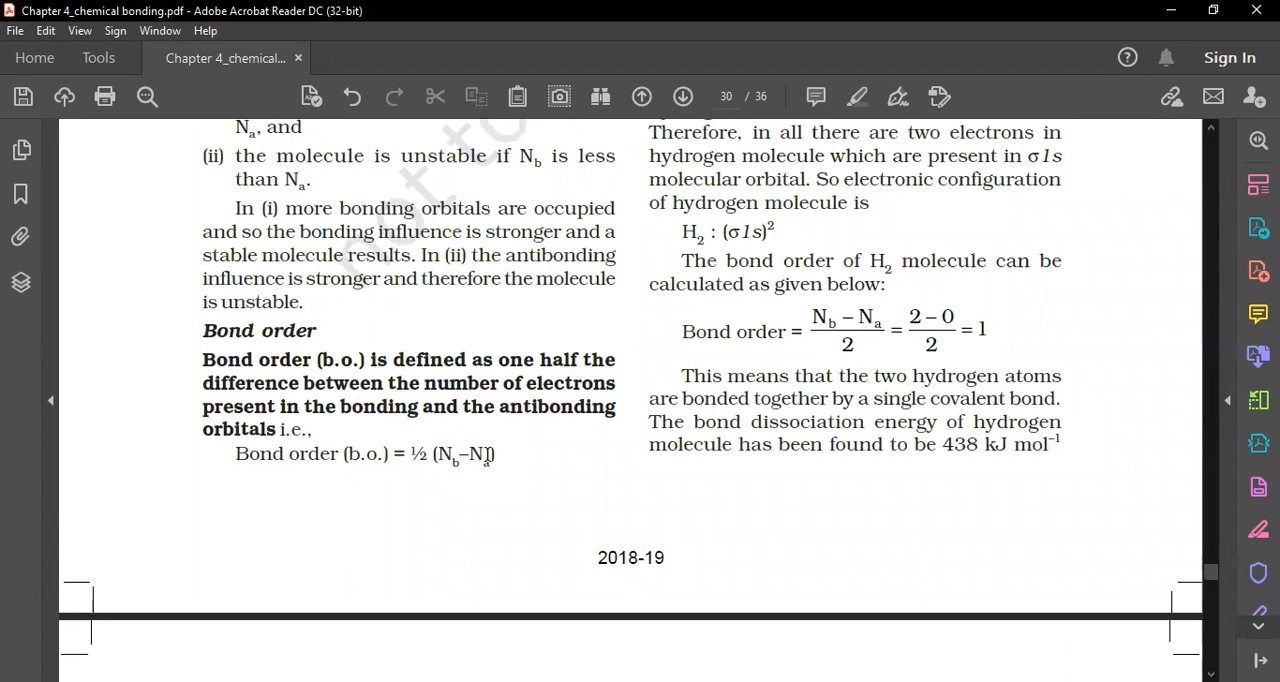 Chapter 4_chemical bonding.pdf - Adobe Acrobat Reader DC (32-bit)
File Edit View Sign Window Help
Home Tools Chapter 4_chemical... × Sign In
30 / 36
Nₐ, and
(ii) the molecule is unstable if N_b is less
than Nₐ.
In (i) more bonding orbitals are occupied
and so the bonding influence is stronger and a
stable molecule results. In (ii) the antibonding
influence is stronger and therefore the molecule
is unstable.
Bond order
Bond order (b.o.) is defined as one half the
difference between the number of electrons
present in the bonding and the antibonding
orbitals i.e.,
Bond order (b.o.) = ½ (N_b–Nₐ)
Therefore, in all there are two electrons in
hydrogen molecule which are present in σ1s
molecular orbital. So electronic configuration
of hydrogen molecule is
H₂ : (σ1s)²
The bond order of H₂ molecule can be
calculated as given below:
Bond order = (N_b − Nₐ)/2 = (2 − 0)/2 = 1
This means that the two hydrogen atoms
are bonded together by a single covalent bond.
The bond dissociation energy of hydrogen
molecule has been found to be 438 kJ mol⁻¹
2018-19
not to